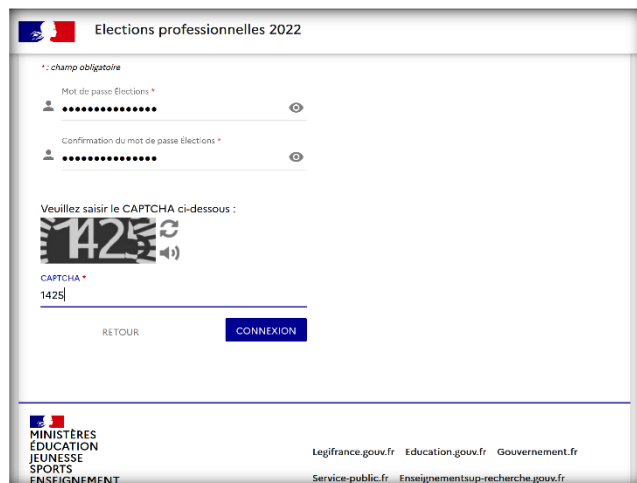 Elections professionnelles 2022
* : champ obligatoire
Mot de passe Élections *
•••••••••••••••
Confirmation du mot de passe Élections *
•••••••••••••••
Veuillez saisir le CAPTCHA ci-dessous :
1425
CAPTCHA *
1425
RETOUR CONNEXION
MINISTÈRES
ÉDUCATION
JEUNESSE
SPORTS
ENSEIGNEMENT
Legifrance.gouv.fr Education.gouv.fr Gouvernement.fr
Service-public.fr Enseignementsup-recherche.gouv.fr